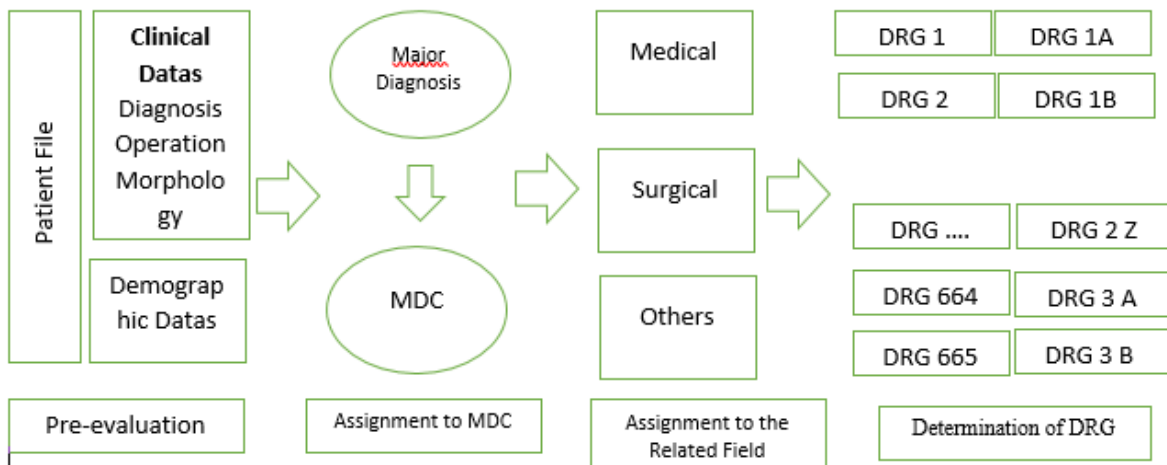 Patient File
Clinical
Datas
Diagnosis
Operation
Morpholo
gy
Demograp
hic Datas
Pre-evaluation
Major
Diagnosis
MDC
Assignment to MDC
Medical
Surgical
Others
Assignment to the
Related Field
DRG 1
DRG 1A
DRG 2
DRG 1B
DRG ....
DRG 2 Z
DRG 664
DRG 3 A
DRG 665
DRG 3 B
Determination of DRG